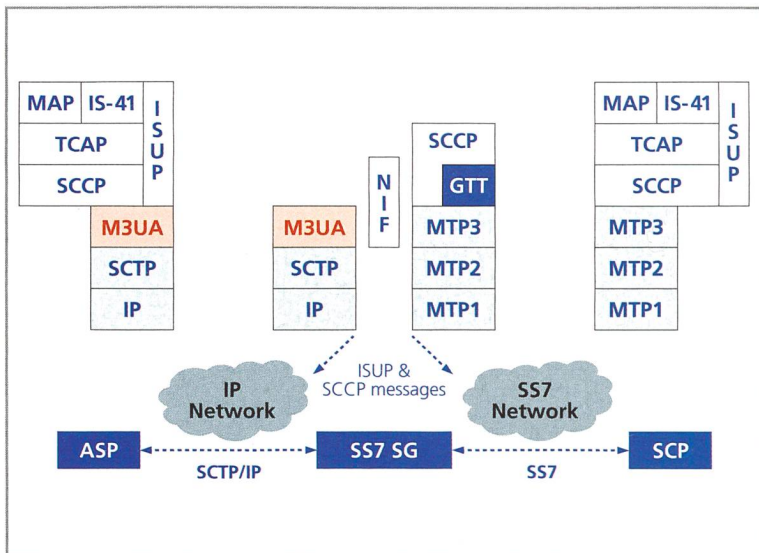 MAP IS-41 ISUP
TCAP
SCCP
M3UA
SCTP
IP
M3UA
SCTP
IP
NIF
SCCP
GTT
MTP3
MTP2
MTP1
MAP IS-41 ISUP
TCAP
SCCP
MTP3
MTP2
MTP1
IP
Network
ISUP &
SCCP messages
SS7
Network
ASP
SCTP/IP
SS7 SG
SS7
SCP